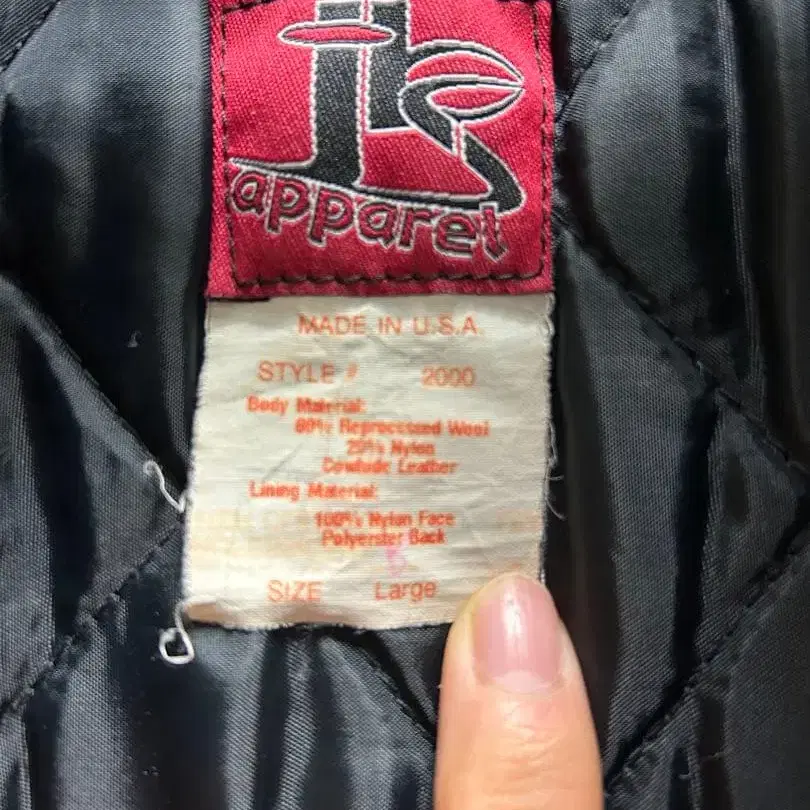 apparel
MADE IN U.S.A.
STYLE # 2000
Body Material:
80% Reprocessed Wool
20% Nylon
Cowhide Leather
Lining Material:
100% Nylon Face
Polyerster Back
SIZE Large